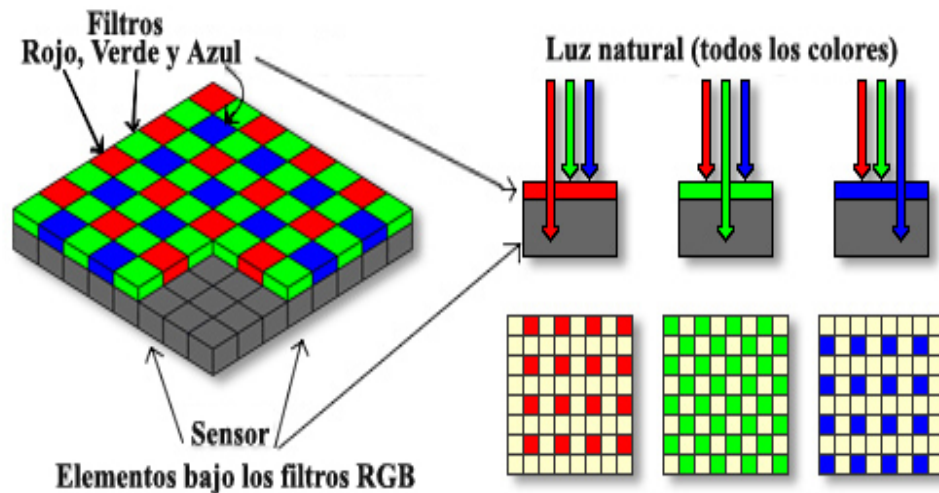 Filtros
Rojo, Verde y Azul
Luz natural (todos los colores)
Sensor
Elementos bajo los filtros RGB